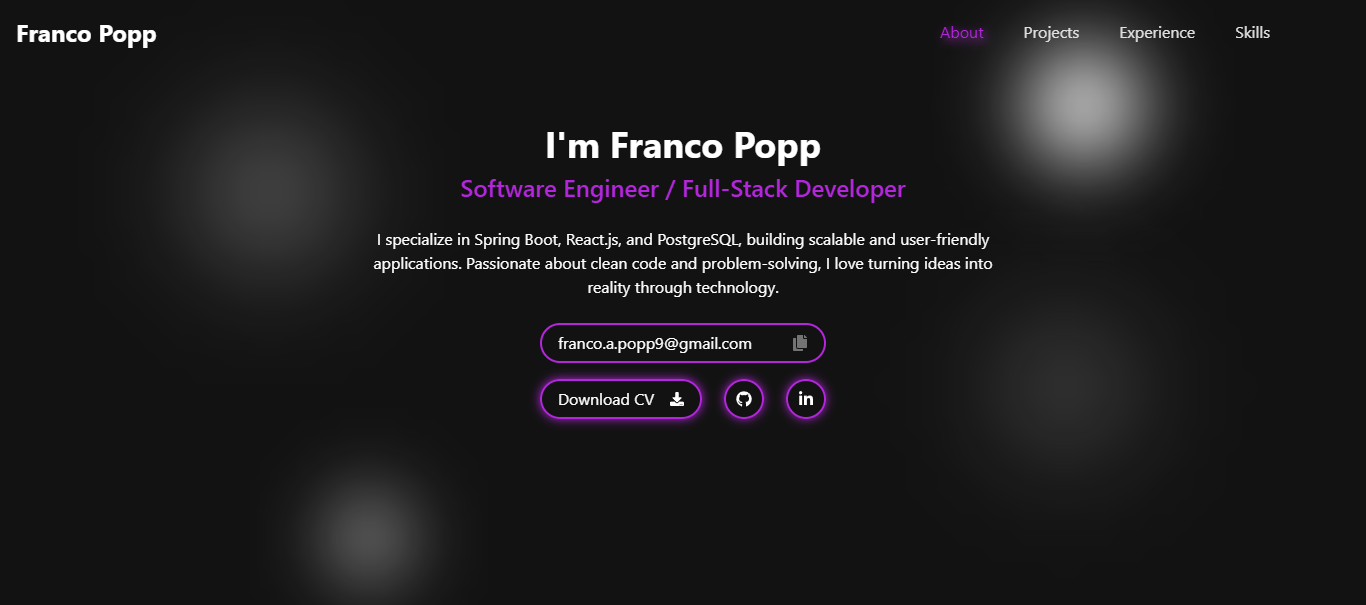 Franco Popp
About
Projects
Experience
Skills
I'm Franco Popp
Software Engineer / Full-Stack Developer
I specialize in Spring Boot, React.js, and PostgreSQL, building scalable and user-friendly
applications. Passionate about clean code and problem-solving, I love turning ideas into
reality through technology.
franco.a.popp9@gmail.com
Download CV
in